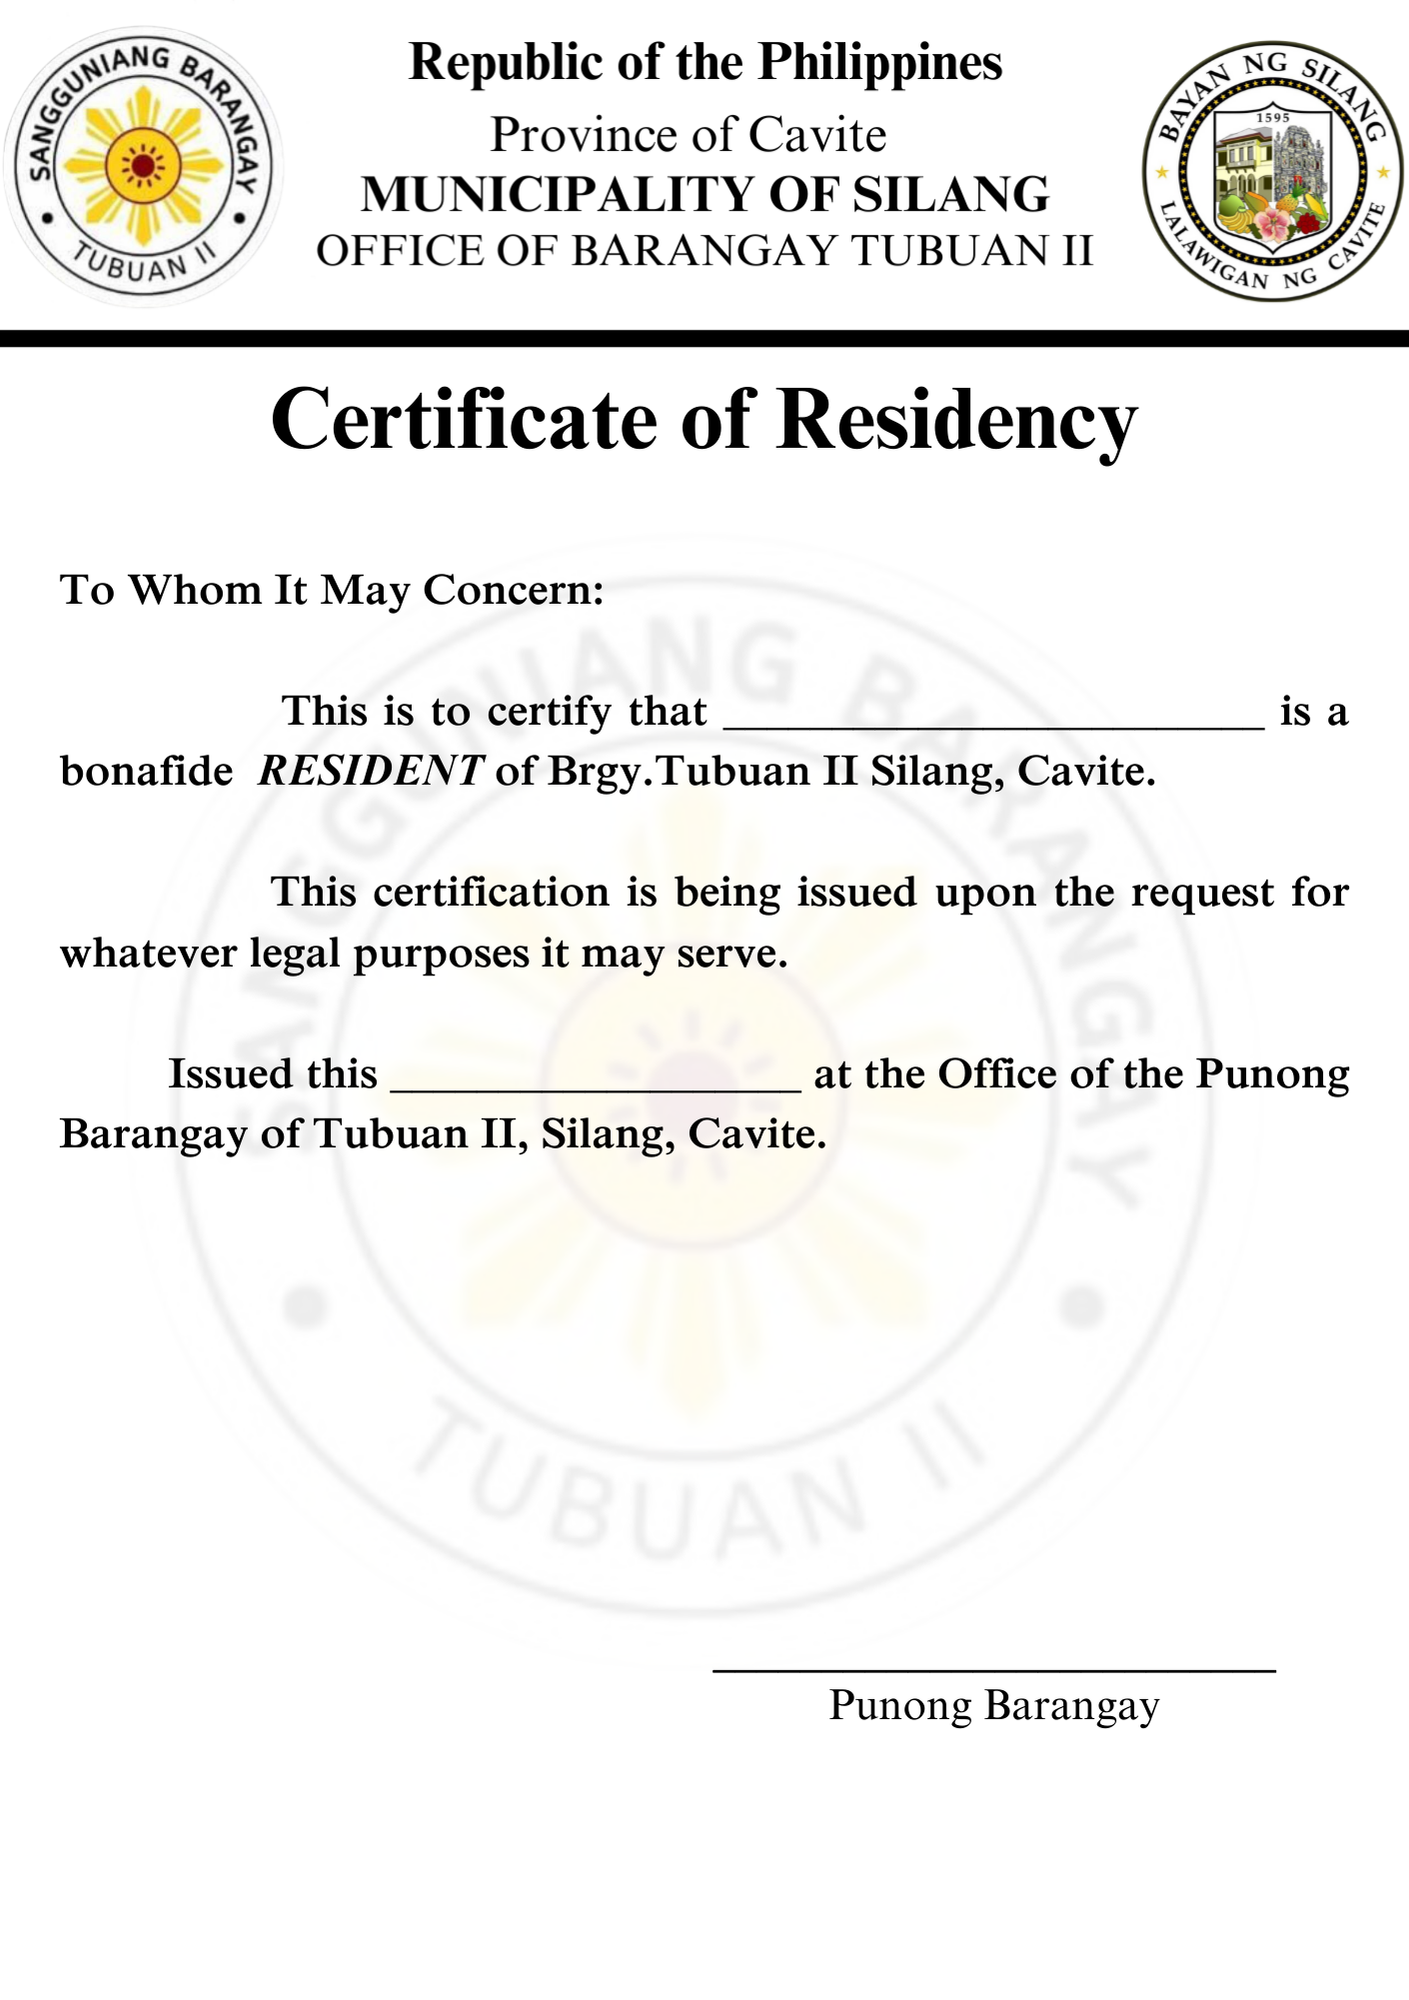 SANGGUNIANG BARANGAY
TUBUAN II
Republic of the Philippines
Province of Cavite
MUNICIPALITY OF SILANG
OFFICE OF BARANGAY TUBUAN II
BAYAN NG SILANG
1595
LALAWIGAN NG CAVITE
Certificate of Residency
To Whom It May Concern:
This is to certify that _________________________ is a
bonafide RESIDENT of Brgy.Tubuan II Silang, Cavite.
This certification is being issued upon the request for
whatever legal purposes it may serve.
Issued this ___________________ at the Office of the Punong
Barangay of Tubuan II, Silang, Cavite.
SANGGUNIANG BARANGAY
TUBUAN II
__________________________
Punong Barangay